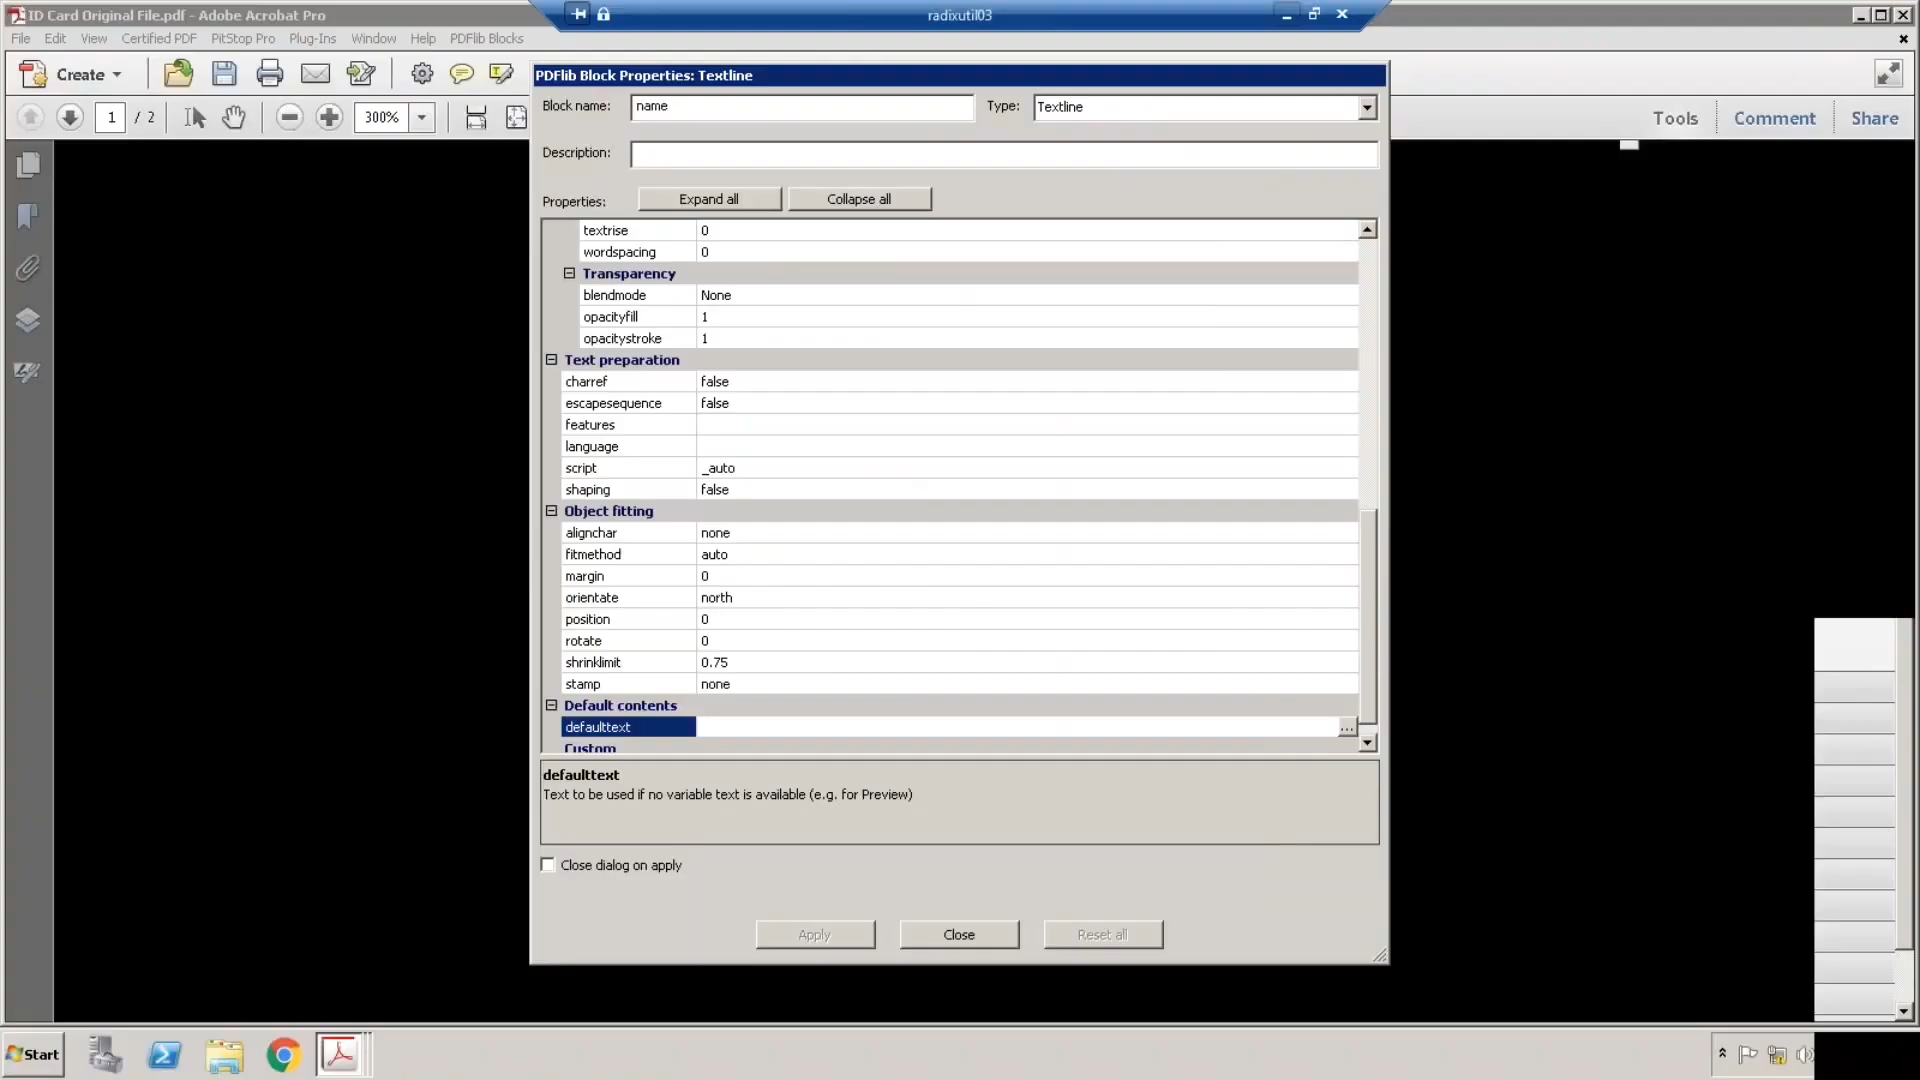 ID Card Original File.pdf - Adobe Acrobat Pro
radixutil03
File Edit View Certified PDF PitStop Pro Plug-Ins Window Help PDFlib Blocks
Create
1 / 2
300%
Tools Comment Share
PDFlib Block Properties: Textline
Block name: name Type: Textline
Description:
Properties: Expand all Collapse all
textrise 0
wordspacing 0
Transparency
blendmode None
opacityfill 1
opacitystroke 1
Text preparation
charref false
escapesequence false
features
language
script _auto
shaping false
Object fitting
alignchar none
fitmethod auto
margin 0
orientate north
position 0
rotate 0
shrinklimit 0.75
stamp none
Default contents
defaulttext ...
Custom
defaulttext
Text to be used if no variable text is available (e.g. for Preview)
Close dialog on apply
Apply Close Reset all
Start